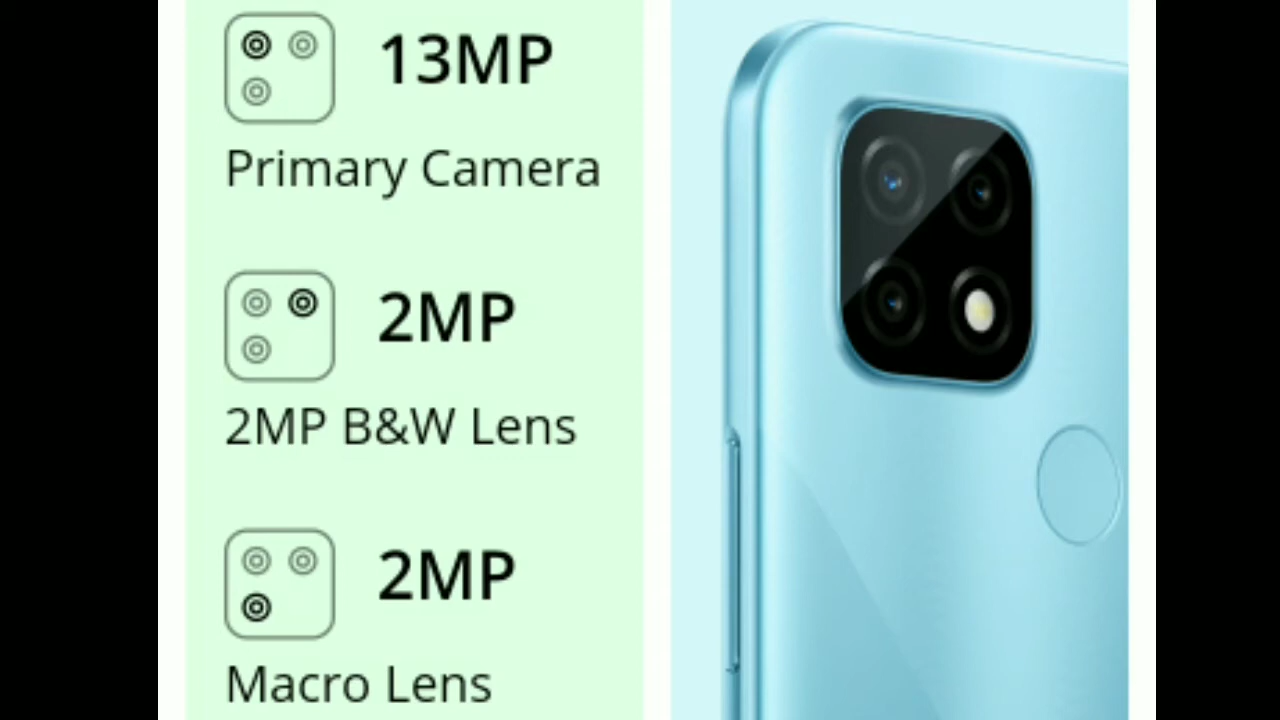 13MP
Primary Camera
2MP
2MP B&W Lens
2MP
Macro Lens